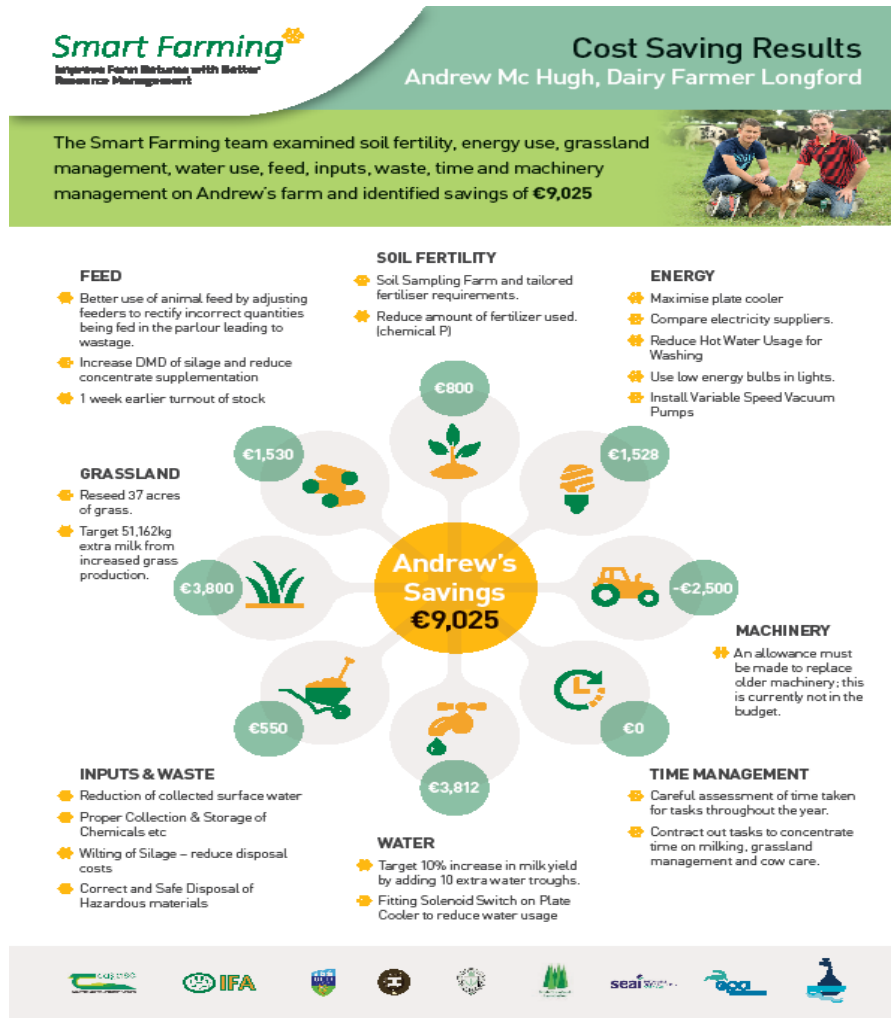 Smart Farming
Improve Farm Returns with Better
Resource Management
Cost Saving Results
Andrew Mc Hugh, Dairy Farmer Longford
The Smart Farming team examined soil fertility, energy use, grassland
management, water use, feed, inputs, waste, time and machinery
management on Andrew's farm and identified savings of €9,025
FEED
Better use of animal feed by adjusting
feeders to rectify incorrect quantities
being fed in the parlour leading to
wastage.
Increase DMD of silage and reduce
concentrate supplementation
1 week earlier turnout of stock
€1,530
SOIL FERTILITY
Soil Sampling Farm and tailored
fertiliser requirements.
Reduce amount of fertilizer used.
(chemical P)
€800
ENERGY
Maximise plate cooler
Compare electricity suppliers.
Reduce Hot Water Usage for
Washing
Use low energy bulbs in lights.
Install Variable Speed Vacuum
Pumps
€1,528
GRASSLAND
Reseed 37 acres
of grass.
Target 51,162kg
extra milk from
increased grass
production.
€3,800
Andrew's
Savings
€9,025
-€2,500
MACHINERY
An allowance must
be made to replace
older machinery; this
is currently not in the
budget.
€550
INPUTS & WASTE
Reduction of collected surface water
Proper Collection & Storage of
Chemicals etc
Wilting of Silage – reduce disposal
costs
Correct and Safe Disposal of
Hazardous materials
€3,812
WATER
Target 10% increase in milk yield
by adding 10 extra water troughs.
Fitting Solenoid Switch on Plate
Cooler to reduce water usage
€0
TIME MANAGEMENT
Careful assessment of time taken
for tasks throughout the year.
Contract out tasks to concentrate
time on milking, grassland
management and cow care.
teagasc
IFA
UCD
seai
epa